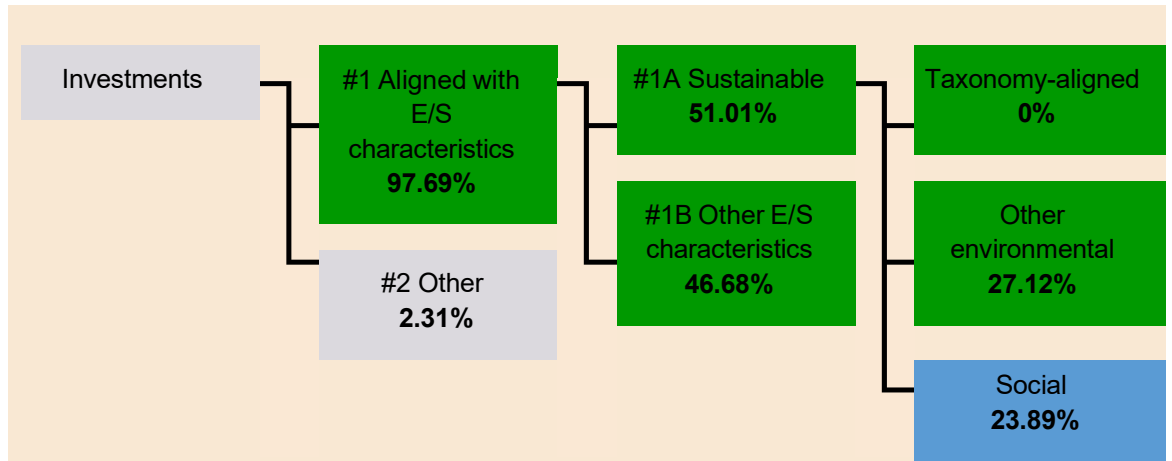 Investments
#1 Aligned with
E/S
characteristics
97.69%
#2 Other
2.31%
#1A Sustainable
51.01%
#1B Other E/S
characteristics
46.68%
Taxonomy-aligned
0%
Other
environmental
27.12%
Social
23.89%